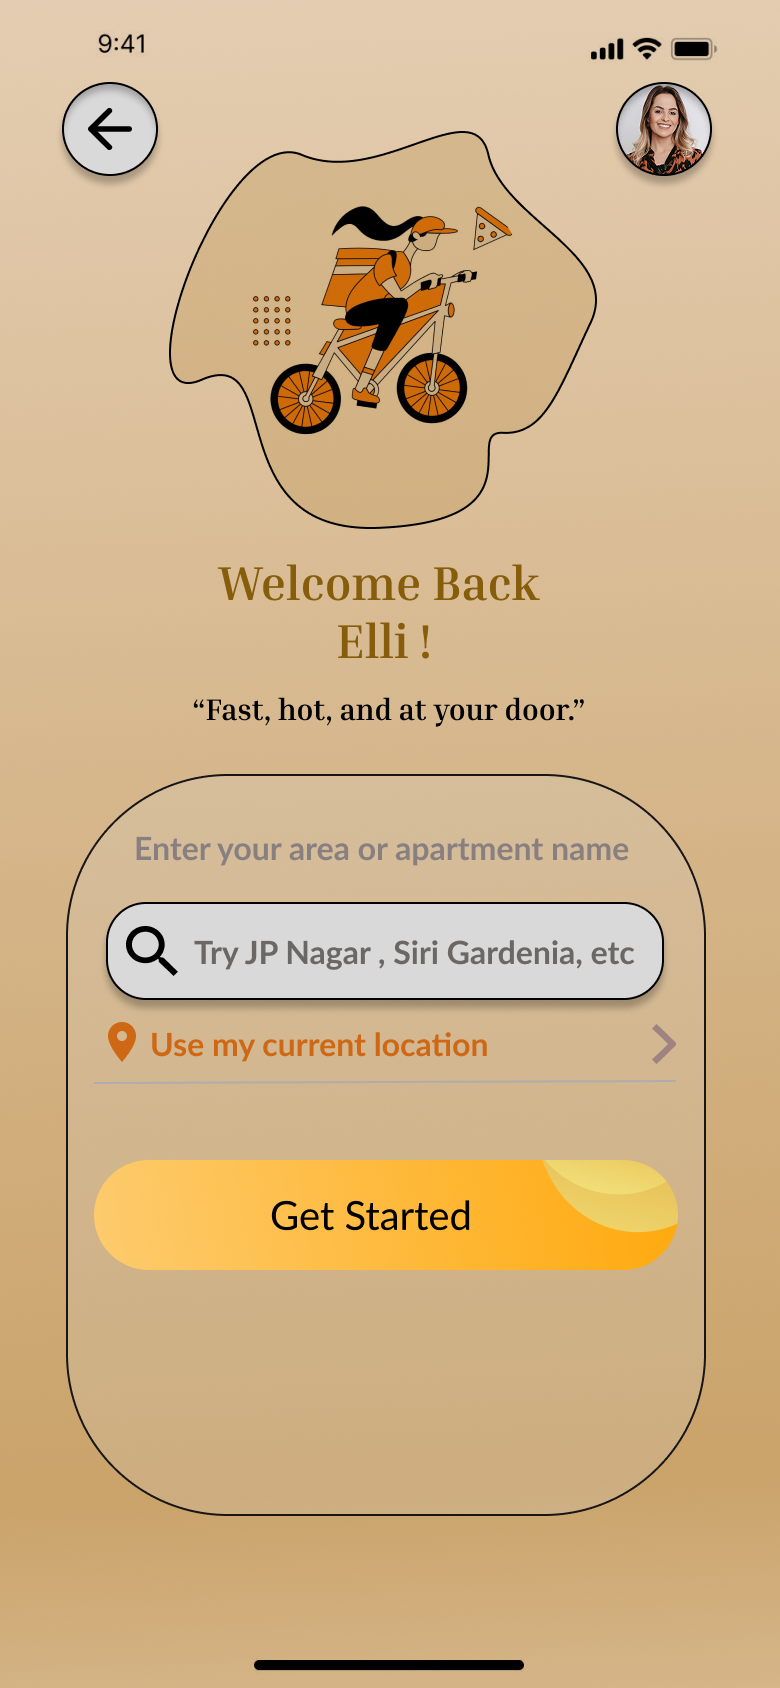 9:41
Welcome Back
Elli !
“Fast, hot, and at your door.”
Enter your area or apartment name
Try JP Nagar , Siri Gardenia, etc
Use my current location
Get Started